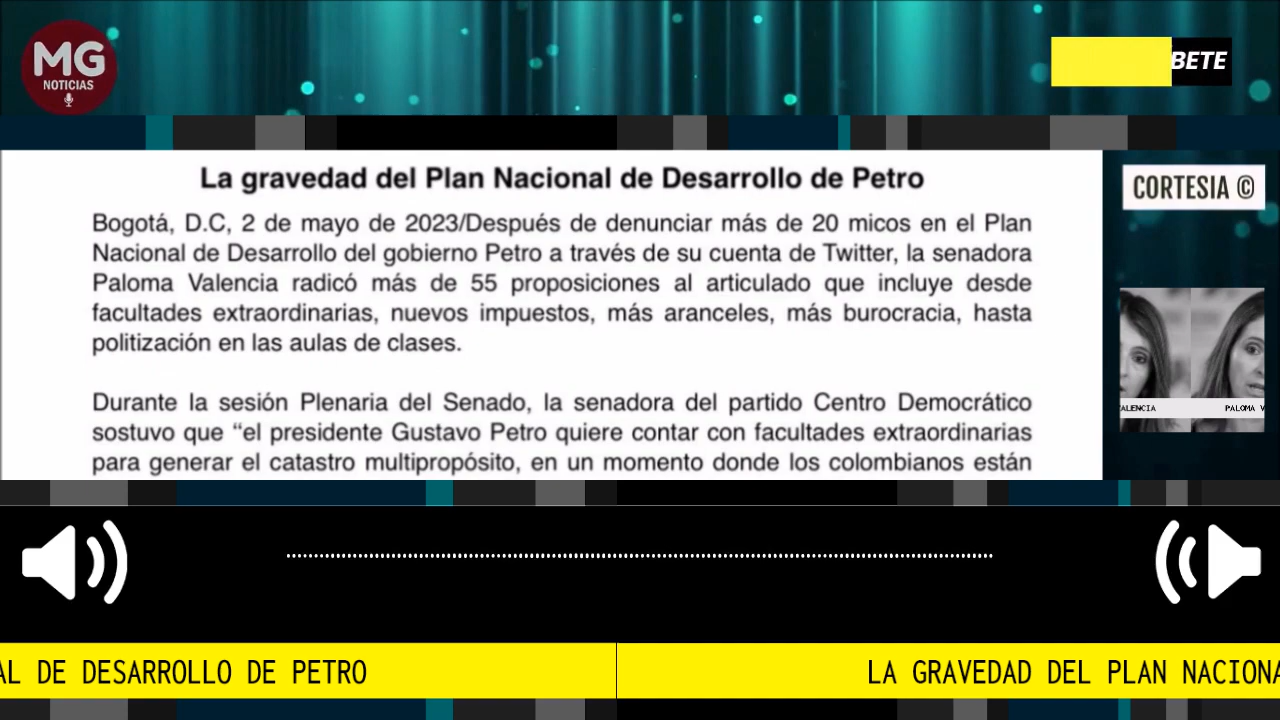 MG
NOTICIAS
BETE
La gravedad del Plan Nacional de Desarrollo de Petro
CORTESIA ©
Bogotá, D.C, 2 de mayo de 2023/Después de denunciar más de 20 micos en el Plan
Nacional de Desarrollo del gobierno Petro a través de su cuenta de Twitter, la senadora
Paloma Valencia radicó más de 55 proposiciones al articulado que incluye desde
facultades extraordinarias, nuevos impuestos, más aranceles, más burocracia, hasta
politización en las aulas de clases.
Durante la sesión Plenaria del Senado, la senadora del partido Centro Democrático
sostuvo que “el presidente Gustavo Petro quiere contar con facultades extraordinarias
para generar el catastro multipropósito, en un momento donde los colombianos están
ALENCIA PALOMA V
AL DE DESARROLLO DE PETRO
LA GRAVEDAD DEL PLAN NACIONA